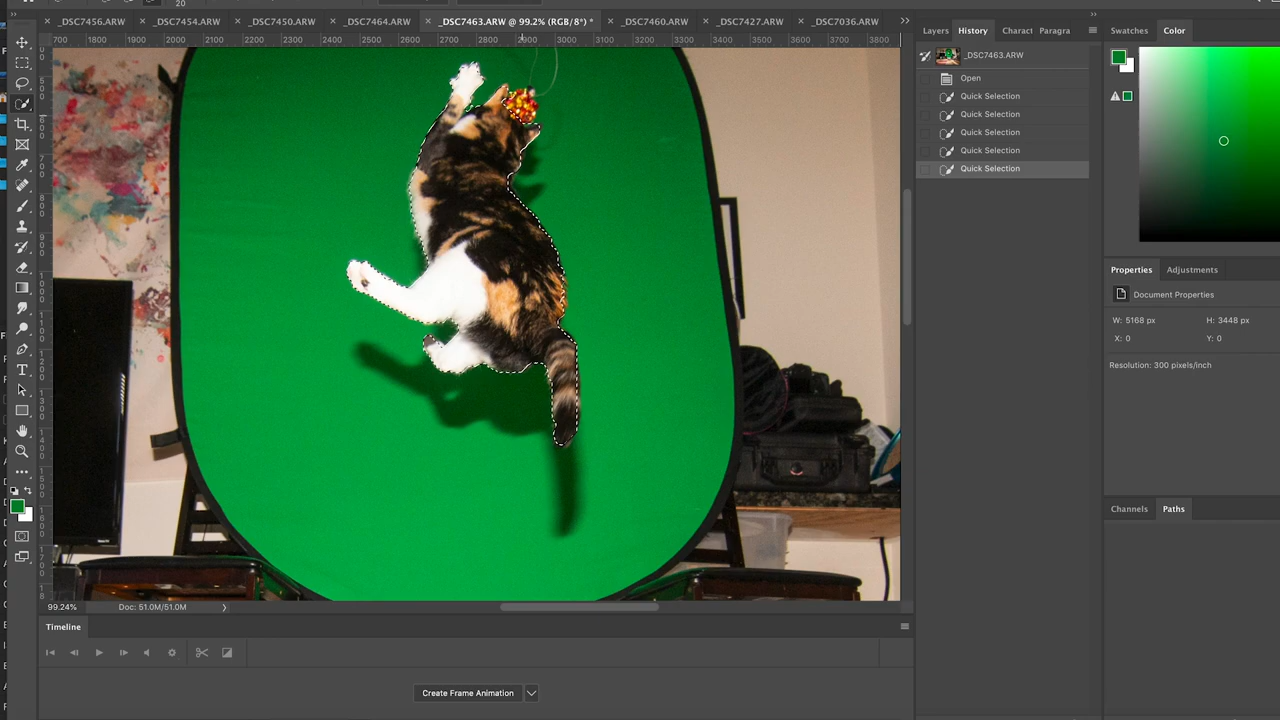 20
_DSC7456.ARW
_DSC7454.ARW
_DSC7450.ARW
_DSC7464.ARW
_DSC7463.ARW @ 99.2% (RGB/8*) *
_DSC7460.ARW
_DSC7427.ARW
_DSC7036.ARW
700 1800 1900 2000 2100 2200 2300 2400 2500 2600 2700 2800 2900 3000 3100 3200 3300 3400 3500 3600 3700 3800
Layers History Charact Paragra
_DSC7463.ARW
Open
Quick Selection
Quick Selection
Quick Selection
Quick Selection
Quick Selection
Swatches Color
Properties Adjustments
Document Properties
W: 5168 px H: 3448 px
X: 0 Y: 0
Resolution: 300 pixels/inch
Channels Paths
99.24% Doc: 51.0M/51.0M
Timeline
Create Frame Animation